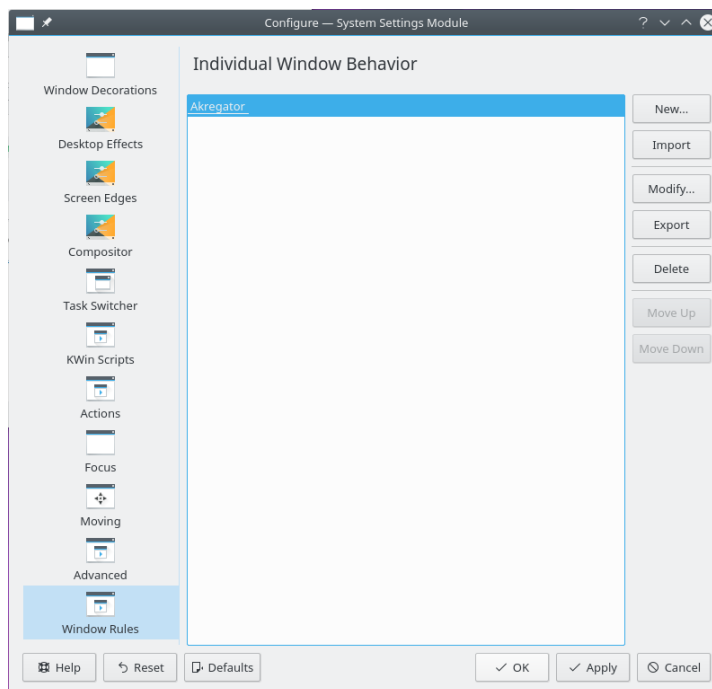 Configure — System Settings Module
Individual Window Behavior
Window Decorations
Desktop Effects
Screen Edges
Compositor
Task Switcher
KWin Scripts
Actions
Focus
Moving
Advanced
Window Rules
Akregator
New...
Import
Modify...
Export
Delete
Move Up
Move Down
Help
Reset
Defaults
OK
Apply
Cancel